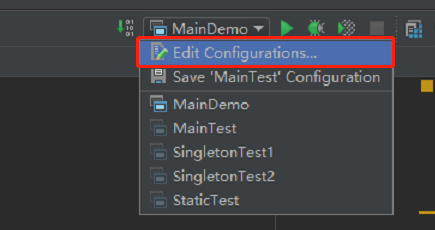 MainDemo
Edit Configurations...
Save 'MainTest' Configuration
MainDemo
MainTest
SingletonTest1
SingletonTest2
StaticTest